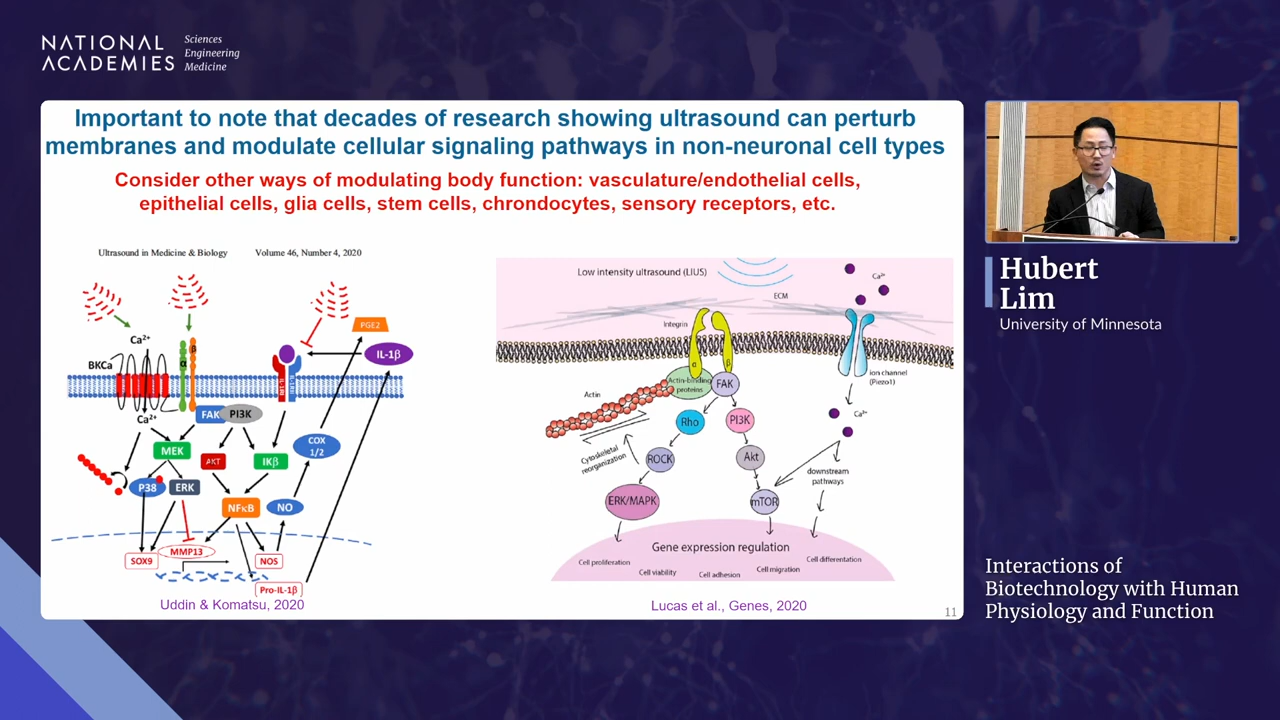 NATIONAL
ACADEMIES
Sciences
Engineering
Medicine
Important to note that decades of research showing ultrasound can perturb
membranes and modulate cellular signaling pathways in non-neuronal cell types
Consider other ways of modulating body function: vasculature/endothelial cells,
epithelial cells, glia cells, stem cells, chrondocytes, sensory receptors, etc.
Ultrasound in Medicine & Biology Volume 46, Number 4, 2020
PGE2
Ca²⁺
IL-1β
BKCa
α
β
Ca²⁺
FAK
PI3K
MEK
AKT
IKβ
COX
1/2
P38
ERK
NFκB
NO
MMP13
SOX9
NOS
Pro-IL-1β
Uddin & Komatsu, 2020
Low intensity ultrasound (LIUS)
Ca²⁺
ECM
Integrin
α
β
ion channel
(Piezo1)
Actin-binding
proteins
FAK
Actin
Rho
PI3K
Ca²⁺
Cytoskeletal
reorganization
ROCK
Akt
downstream
pathways
ERK/MAPK
mTOR
Gene expression regulation
Cell proliferation
Cell viability
Cell adhesion
Cell migration
Cell differentiation
Lucas et al., Genes, 2020
11
Hubert
Lim
University of Minnesota
Interactions of
Biotechnology with Human
Physiology and Function